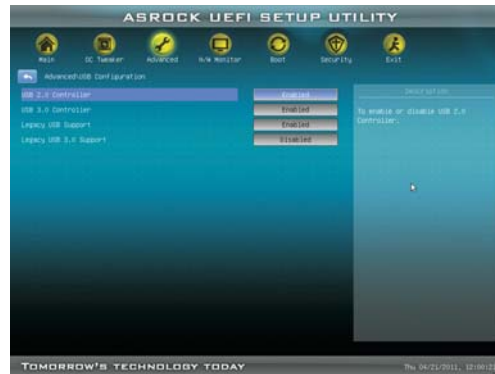 ASROCK UEFI SETUP UTILITY
Main OC Tweaker Advanced H/W Monitor Boot Security Exit
Advanced\USB Configuration
USB 2.0 Controller Enabled
USB 3.0 Controller Enabled
Legacy USB Support Enabled
Legacy USB 3.0 Support Disabled
Description
To enable or disable USB 2.0
Controller.
TOMORROW'S TECHNOLOGY TODAY
Thu 04/21/2011,